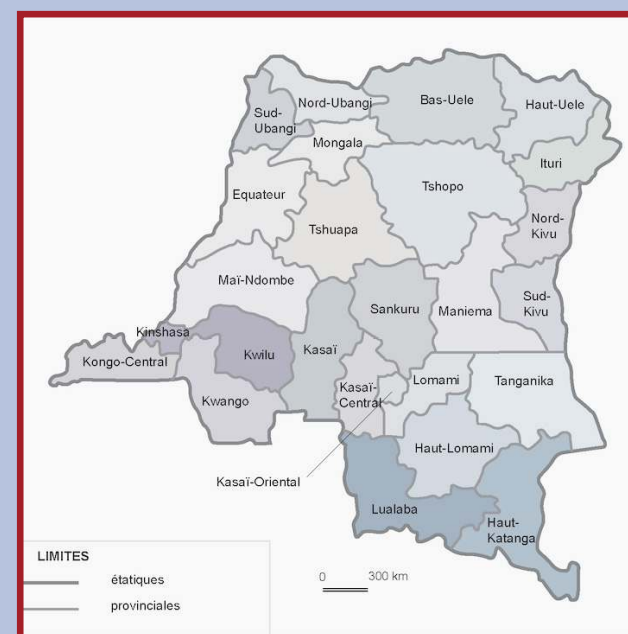 Nord-Ubangi
Bas-Uele
Haut-Uele
Sud-
Ubangi
Mongala
Ituri
Equateur
Tshopo
Nord-
Kivu
Tshuapa
Maï-Ndombe
Sankuru
Maniema
Sud-
Kivu
Kinshasa
Kongo-Central
Kwilu
Kasaï
Kwango
Kasaï-
Central
Lomami
Tanganika
Haut-Lomami
Kasaï-Oriental
Lualaba
Haut-
Katanga
LIMITES
étatiques
provinciales
0 300 km